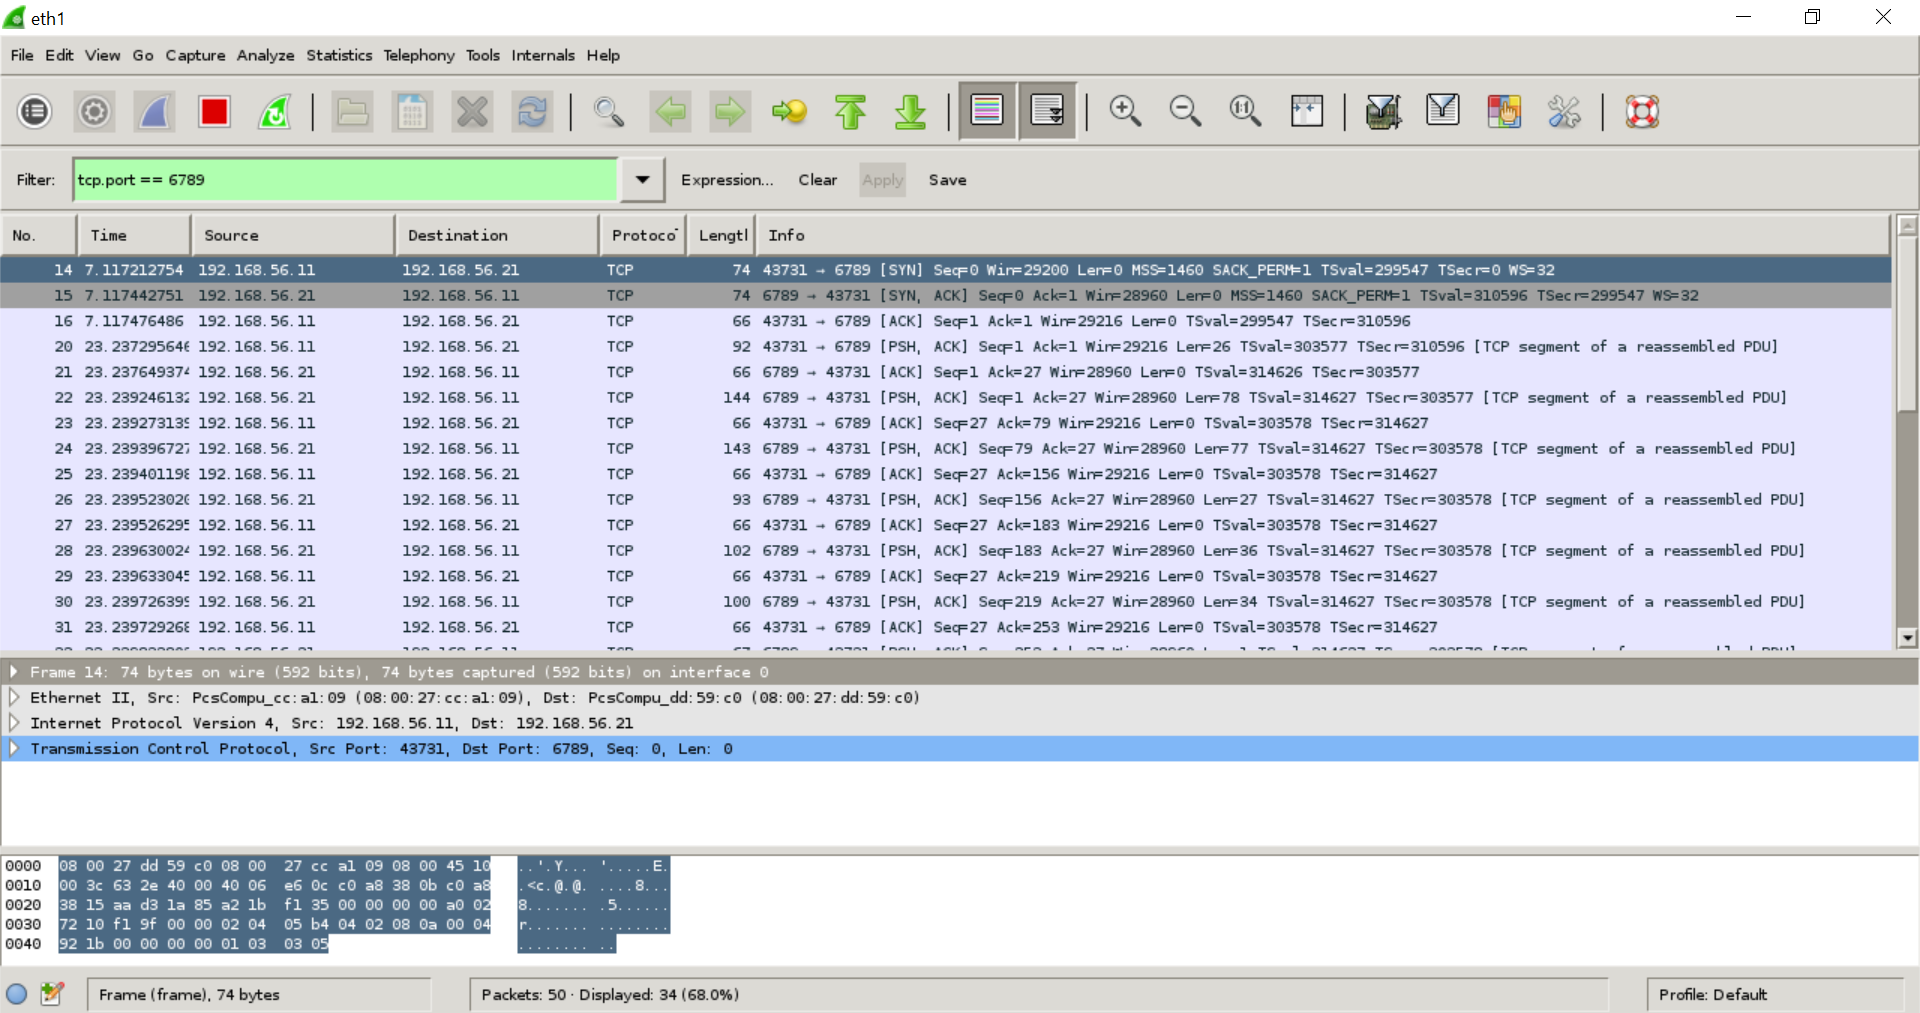 eth1
File Edit View Go Capture Analyze Statistics Telephony Tools Internals Help
Filter: tcp.port == 6789 Expression... Clear Apply Save
No. Time Source Destination Protoco Lengtl Info
14 7.117212754 192.168.56.11 192.168.56.21 TCP 74 43731 → 6789 [SYN] Seq=0 Win=29200 Len=0 MSS=1460 SACK_PERM=1 TSval=299547 TSecr=0 WS=32
15 7.117442751 192.168.56.21 192.168.56.11 TCP 74 6789 → 43731 [SYN, ACK] Seq=0 Ack=1 Win=28960 Len=0 MSS=1460 SACK_PERM=1 TSval=310596 TSecr=299547 WS=32
16 7.117476486 192.168.56.11 192.168.56.21 TCP 66 43731 → 6789 [ACK] Seq=1 Ack=1 Win=29216 Len=0 TSval=299547 TSecr=310596
20 23.23729564 192.168.56.11 192.168.56.21 TCP 92 43731 → 6789 [PSH, ACK] Seq=1 Ack=1 Win=29216 Len=26 TSval=303577 TSecr=310596 [TCP segment of a reassembled PDU]
21 23.23764937 192.168.56.21 192.168.56.11 TCP 66 6789 → 43731 [ACK] Seq=1 Ack=27 Win=28960 Len=0 TSval=314626 TSecr=303577
22 23.23924613 192.168.56.21 192.168.56.11 TCP 144 6789 → 43731 [PSH, ACK] Seq=1 Ack=27 Win=28960 Len=78 TSval=314627 TSecr=303577 [TCP segment of a reassembled PDU]
23 23.23927313 192.168.56.11 192.168.56.21 TCP 66 43731 → 6789 [ACK] Seq=27 Ack=79 Win=29216 Len=0 TSval=303578 TSecr=314627
24 23.23939672 192.168.56.21 192.168.56.11 TCP 143 6789 → 43731 [PSH, ACK] Seq=79 Ack=27 Win=28960 Len=77 TSval=314627 TSecr=303578 [TCP segment of a reassembled PDU]
25 23.23940119 192.168.56.11 192.168.56.21 TCP 66 43731 → 6789 [ACK] Seq=27 Ack=156 Win=29216 Len=0 TSval=303578 TSecr=314627
26 23.23952302 192.168.56.21 192.168.56.11 TCP 93 6789 → 43731 [PSH, ACK] Seq=156 Ack=27 Win=28960 Len=27 TSval=314627 TSecr=303578 [TCP segment of a reassembled PDU]
27 23.23952629 192.168.56.11 192.168.56.21 TCP 66 43731 → 6789 [ACK] Seq=27 Ack=183 Win=29216 Len=0 TSval=303578 TSecr=314627
28 23.23963002 192.168.56.21 192.168.56.11 TCP 102 6789 → 43731 [PSH, ACK] Seq=183 Ack=27 Win=28960 Len=36 TSval=314627 TSecr=303578 [TCP segment of a reassembled PDU]
29 23.23963304 192.168.56.11 192.168.56.21 TCP 66 43731 → 6789 [ACK] Seq=27 Ack=219 Win=29216 Len=0 TSval=303578 TSecr=314627
30 23.23972639 192.168.56.21 192.168.56.11 TCP 100 6789 → 43731 [PSH, ACK] Seq=219 Ack=27 Win=28960 Len=34 TSval=314627 TSecr=303578 [TCP segment of a reassembled PDU]
31 23.23972926 192.168.56.11 192.168.56.21 TCP 66 43731 → 6789 [ACK] Seq=27 Ack=253 Win=29216 Len=0 TSval=303578 TSecr=314627
Frame 14: 74 bytes on wire (592 bits), 74 bytes captured (592 bits) on interface 0
Ethernet II, Src: PcsCompu_cc:a1:09 (08:00:27:cc:a1:09), Dst: PcsCompu_dd:59:c0 (08:00:27:dd:59:c0)
Internet Protocol Version 4, Src: 192.168.56.11, Dst: 192.168.56.21
Transmission Control Protocol, Src Port: 43731, Dst Port: 6789, Seq: 0, Len: 0
0000 08 00 27 dd 59 c0 08 00 27 cc a1 09 08 00 45 10 ..'.Y... '.....E.
0010 00 3c 63 2e 40 00 40 06 e6 0c c0 a8 38 0b c0 a8 .<c.@.@. ....8...
0020 38 15 aa d3 1a 85 a2 1b f1 35 00 00 00 00 a0 02 8....... .5......
0030 72 10 f1 9f 00 00 02 04 05 b4 04 02 08 0a 00 04 r....... ........
0040 92 1b 00 00 00 00 01 03 03 05 ........ ..
Frame (frame), 74 bytes Packets: 50 · Displayed: 34 (68.0%) Profile: Default